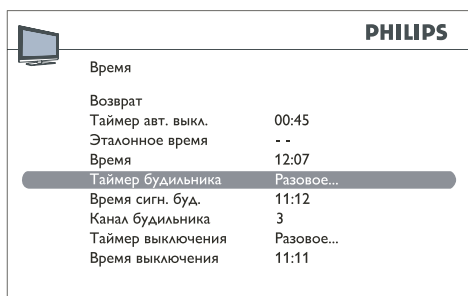 PHILIPS
Время
Возврат
Таймер авт. выкл. 00:45
Эталонное время - -
Время 12:07
Таймер будильника Разовое...
Время сигн. буд. 11:12
Канал будильника 3
Таймер выключения Разовое...
Время выключения 11:11